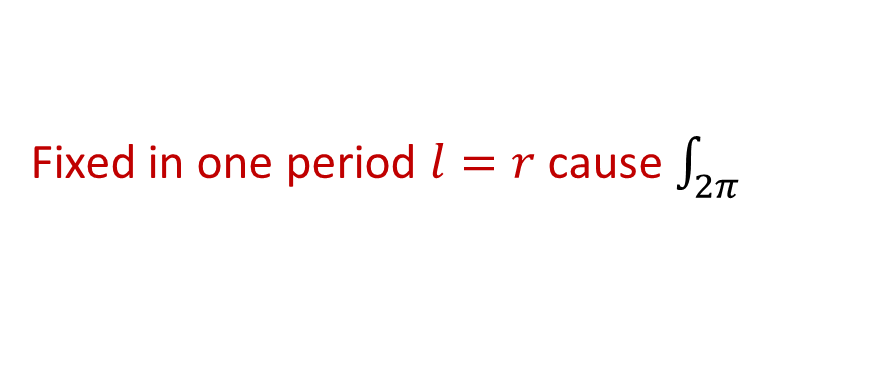 Fixed in one period 𝑙 = 𝑟 cause ∫₂π